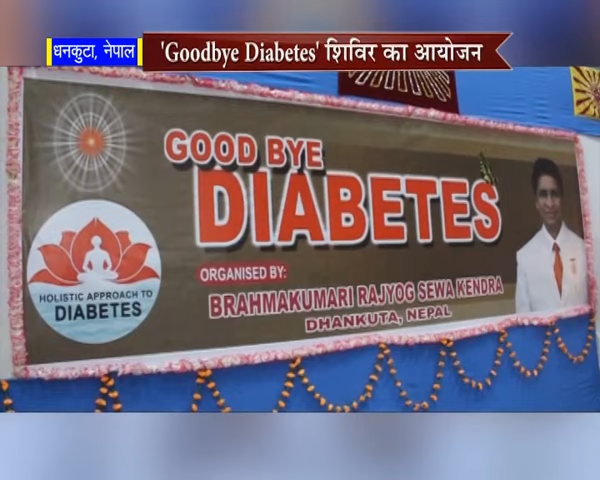 धनकुटा, नेपाल
'Goodbye Diabetes' शिविर का आयोजन
GOOD BYE
DIABETES
HOLISTIC APPROACH TO
DIABETES
ORGANISED BY:
BRAHMAKUMARI RAJYOG SEWA KENDRA
DHANKUTA, NEPAL